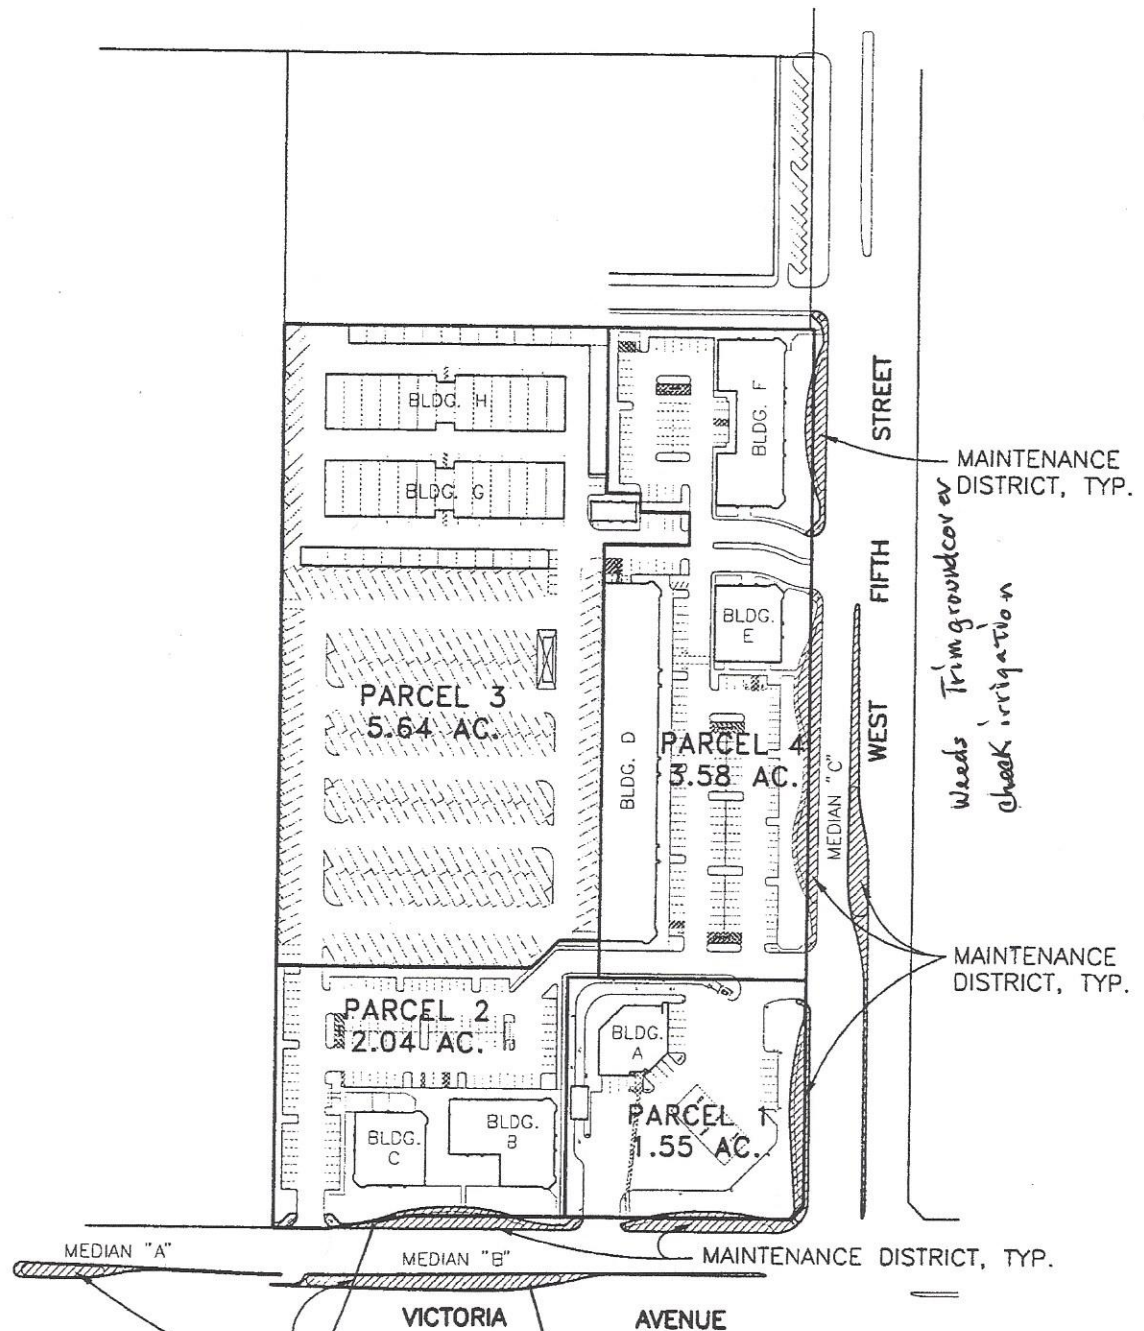 BLDG. H
BLDG. G
BLDG. F
STREET
MAINTENANCE
DISTRICT, TYP.
FIFTH
WEST
Weeds Trim groundcover
check irrigation
BLDG.
E
PARCEL 3
5.64 AC.
BLDG. D
PARCEL 4
3.58 AC.
MEDIAN "C"
MAINTENANCE
DISTRICT, TYP.
PARCEL 2
2.04 AC.
BLDG.
A
PARCEL 1
1.55 AC.
BLDG.
C
BLDG.
B
MEDIAN "A"
MEDIAN "B"
MAINTENANCE DISTRICT, TYP.
VICTORIA AVENUE